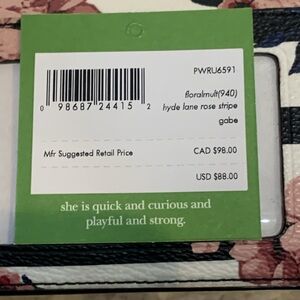 PWRU6591
floralmult(940)
0 98687 24415 2
hyde lane rose stripe
gabe
Mfr Suggested Retail Price CAD $98.00
USD $88.00
she is quick and curious and
playful and strong.